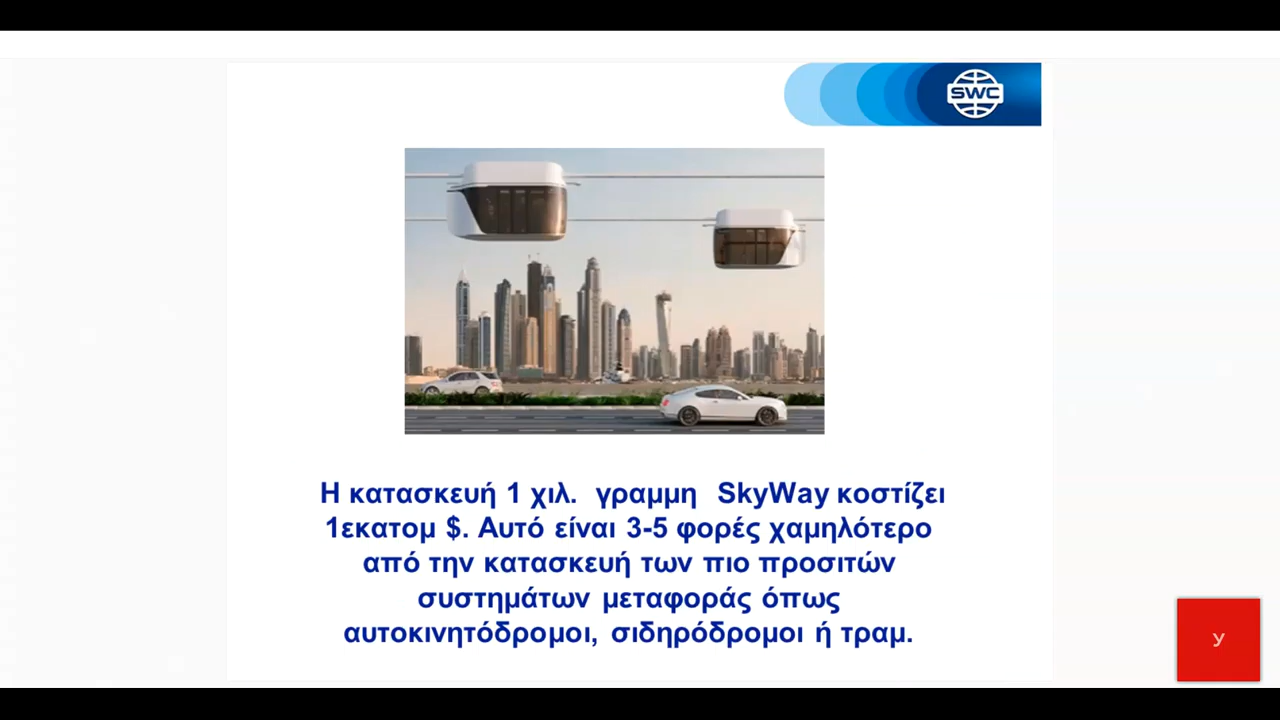 SWC
Η κατασκευή 1 χιλ. γραμμη SkyWay κοστίζει
1εκατομ $. Αυτό είναι 3-5 φορές χαμηλότερο
από την κατασκευή των πιο προσιτών
συστημάτων μεταφοράς όπως
αυτοκινητόδρομοι, σιδηρόδρομοι ή τραμ.
У